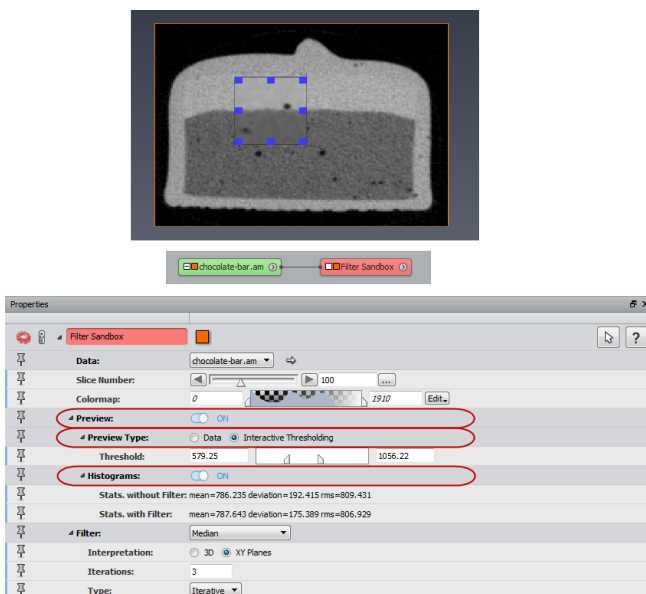 chocolate-bar.am Filter Sandbox
Properties
Filter Sandbox ?
Data: chocolate-bar.am
Slice Number: 100 ...
Colormap: 0 1910 Edit
Preview: ON
Preview Type: Data Interactive Thresholding
Threshold: 579.25 1056.22
Histograms: ON
Stats. without Filter: mean=786.235 deviation=192.415 rms=809.431
Stats. with Filter: mean=787.643 deviation=175.389 rms=806.929
Filter: Median
Interpretation: 3D XY Planes
Iterations: 3
Type: Iterative